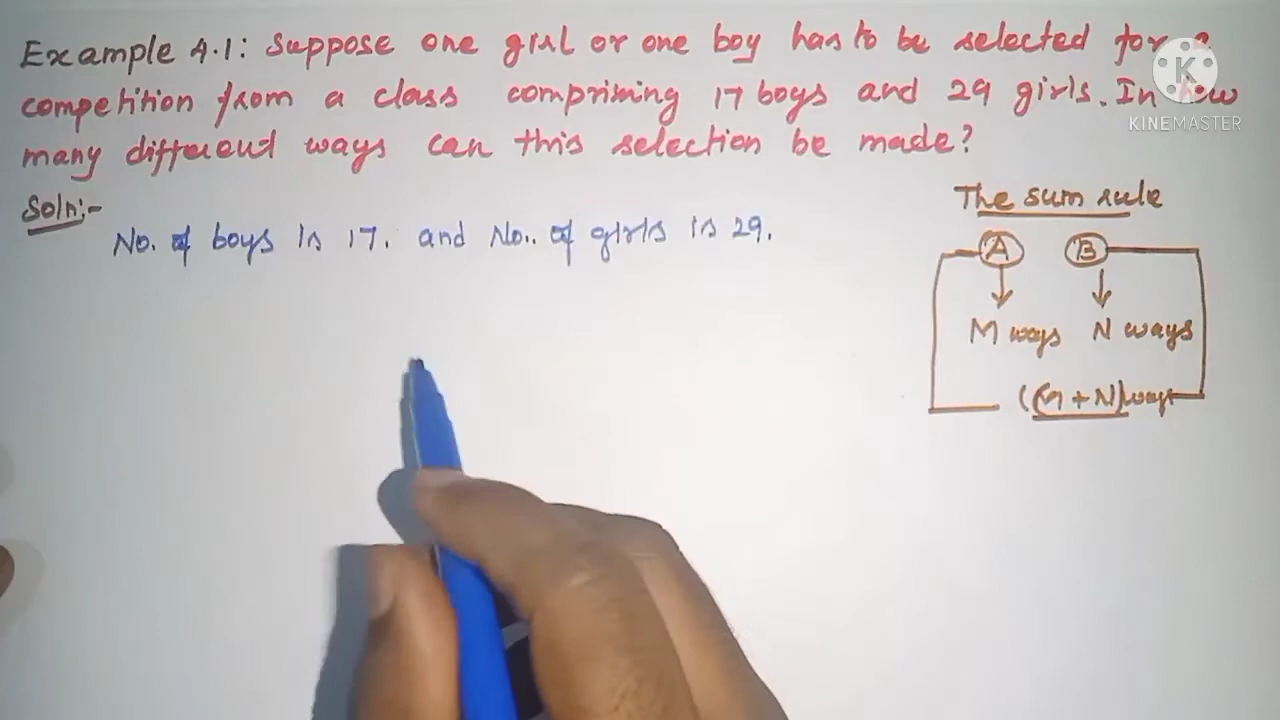 Example 4.1: Suppose one girl or one boy has to be selected for a
competition from a class comprising 17 boys and 29 girls. In how
many different ways can this selection be made?
Soln:-
No. of boys is 17. and No.. of girls is 29.
The sum rule
A B
M ways N ways
(M + N) ways
K
KINEMASTER